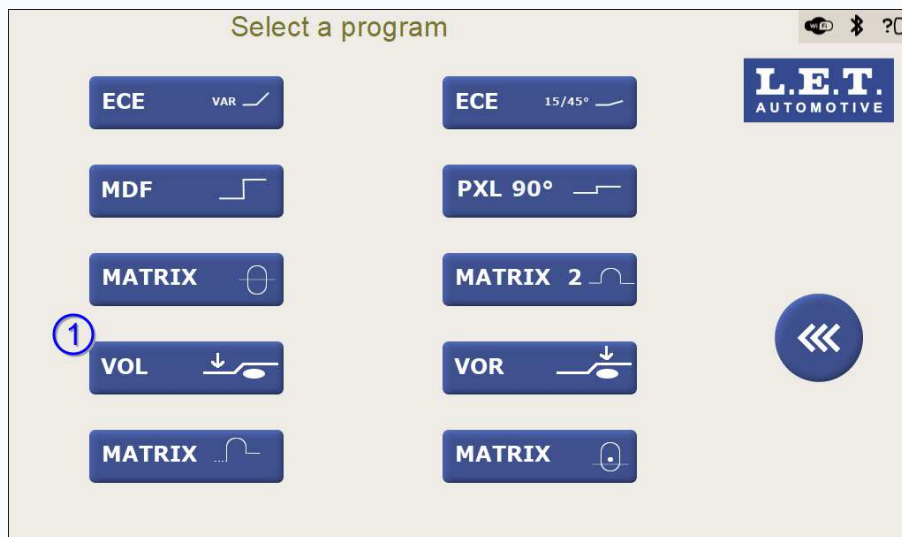 Select a program
WiFi ?
L.E.T.
AUTOMOTIVE
ECE VAR
ECE 15/45°
MDF
PXL 90°
MATRIX
MATRIX 2
1
VOL
VOR
MATRIX
MATRIX